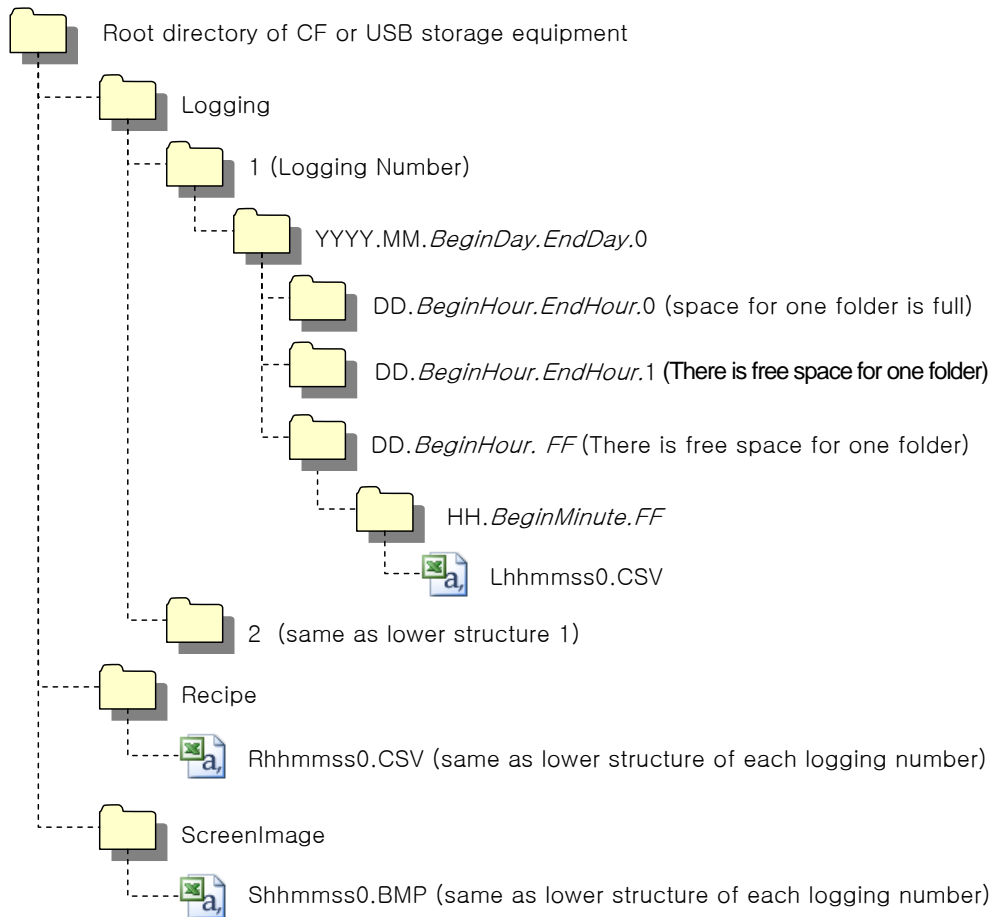 Root directory of CF or USB storage equipment
Logging
1 (Logging Number)
YYYY.MM.BeginDay.EndDay.0
DD.BeginHour.EndHour.0 (space for one folder is full)
DD.BeginHour.EndHour.1 (There is free space for one folder)
DD.BeginHour. FF (There is free space for one folder)
HH.BeginMinute.FF
Lhhmmss0.CSV
2 (same as lower structure 1)
Recipe
Rhhmmss0.CSV (same as lower structure of each logging number)
ScreenImage
Shhmmss0.BMP (same as lower structure of each logging number)